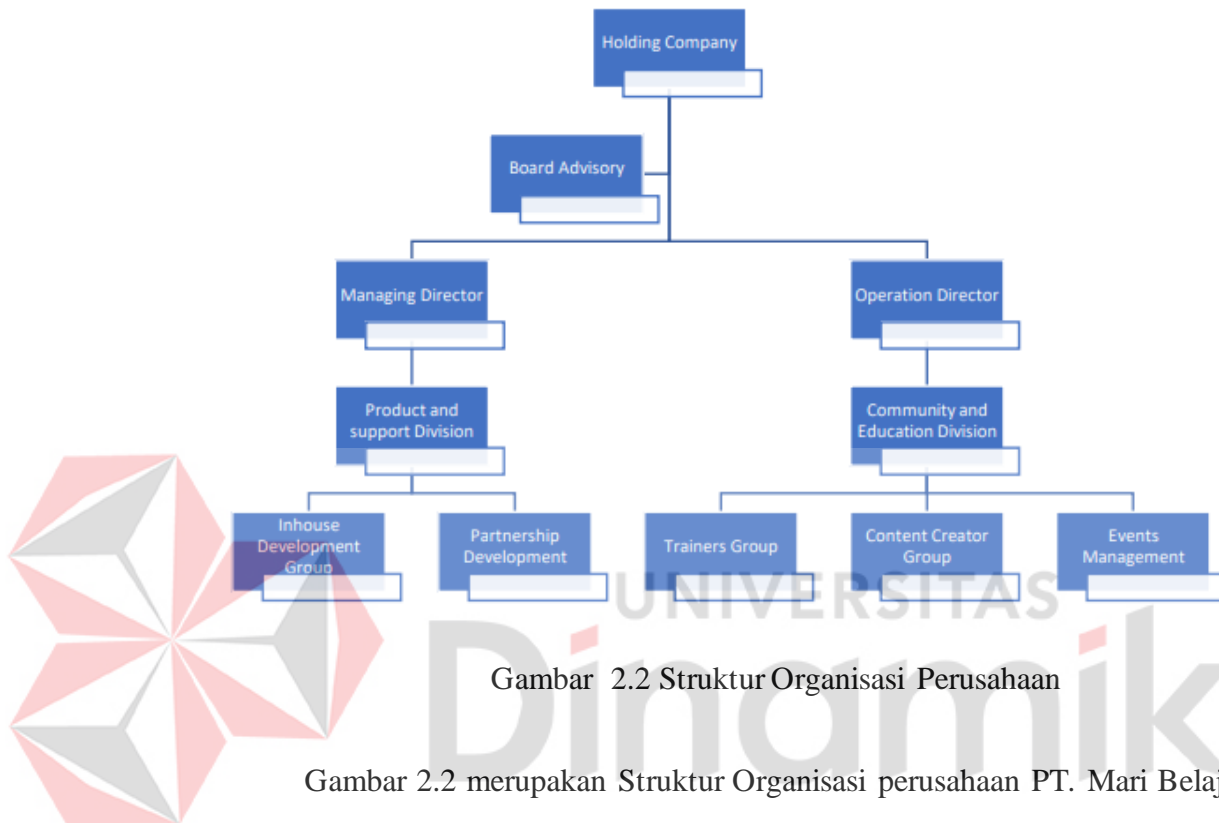 Holding Company
Board Advisory
Managing Director
Operation Director
Product and
support Division
Community and
Education Division
Inhouse
Development
Group
Partnership
Development
Trainers Group
Content Creator
Group
Events
Management
UNIVERSITAS
Dinamik
Gambar 2.2 Struktur Organisasi Perusahaan
Gambar 2.2 merupakan Struktur Organisasi perusahaan PT. Mari Belaj